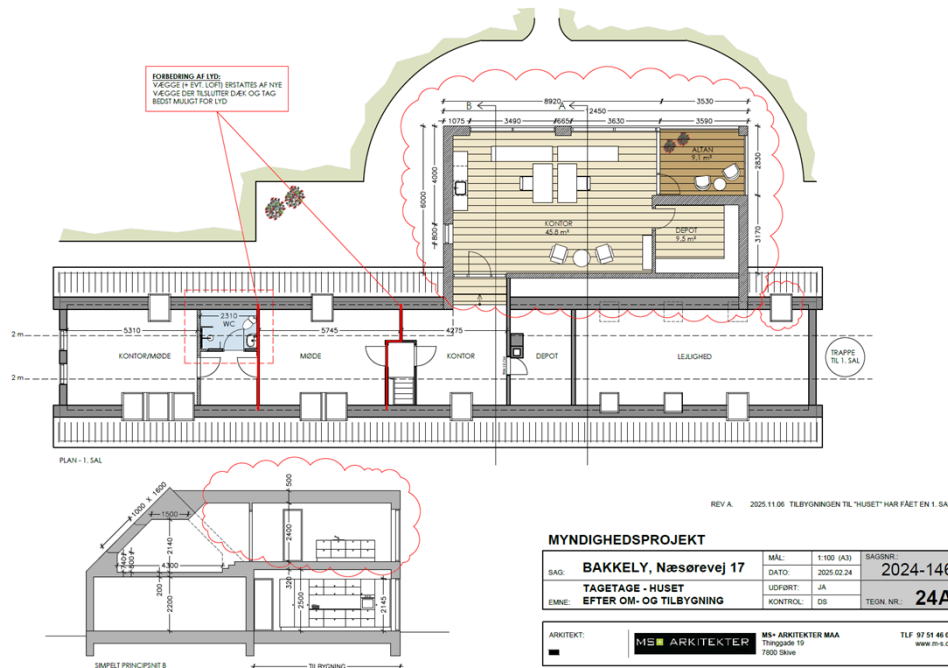 FORBEDRING AF LYD:
VÆGGE (+ EVT. LOFT) ERSTATTES AF NYE
VÆGGE DER TILSLUTTER DÆK OG TAG
BEDST MULIGT FOR LYD
8920
3530
B
A
2450
1075
3490
665
3630
3590
ALTAN
9,1 m²
2830
4000
6000
800
KONTOR
45,8 m²
DEPOT
9,5 m²
3170
2310
WC
2 m
5310
5745
4275
KONTOR/MØDE
MØDE
KONTOR
DEPOT
LEJLIGHED
TRAPPE
TIL 1. SAL
2 m
PLAN - 1. SAL
1000 X 1600
1500
500
2400
2140
740
800
4300
200
2200
320
2500
2145
SIMPELT PRINCIPSNIT B
TILBYGNING
REV A. 2025.11.06 TILBYGNINGEN TIL "HUSET" HAR FÅET EN 1. SA
MYNDIGHEDSPROJEKT
SAG: BAKKELY, Næsørevej 17
MÅL: 1:100 (A3)
SAGSNR.:
DATO: 2025.02.24
2024-146
EMNE: TAGETAGE - HUSET
EFTER OM- OG TILBYGNING
UDFØRT: JA
KONTROL: DS
TEGN. NR.: 24A
ARKITEKT:
MS+ ARKITEKTER
MS+ ARKITEKTER MAA
Thinggade 19
7800 Skive
TLF 97 51 46
www.m-s.